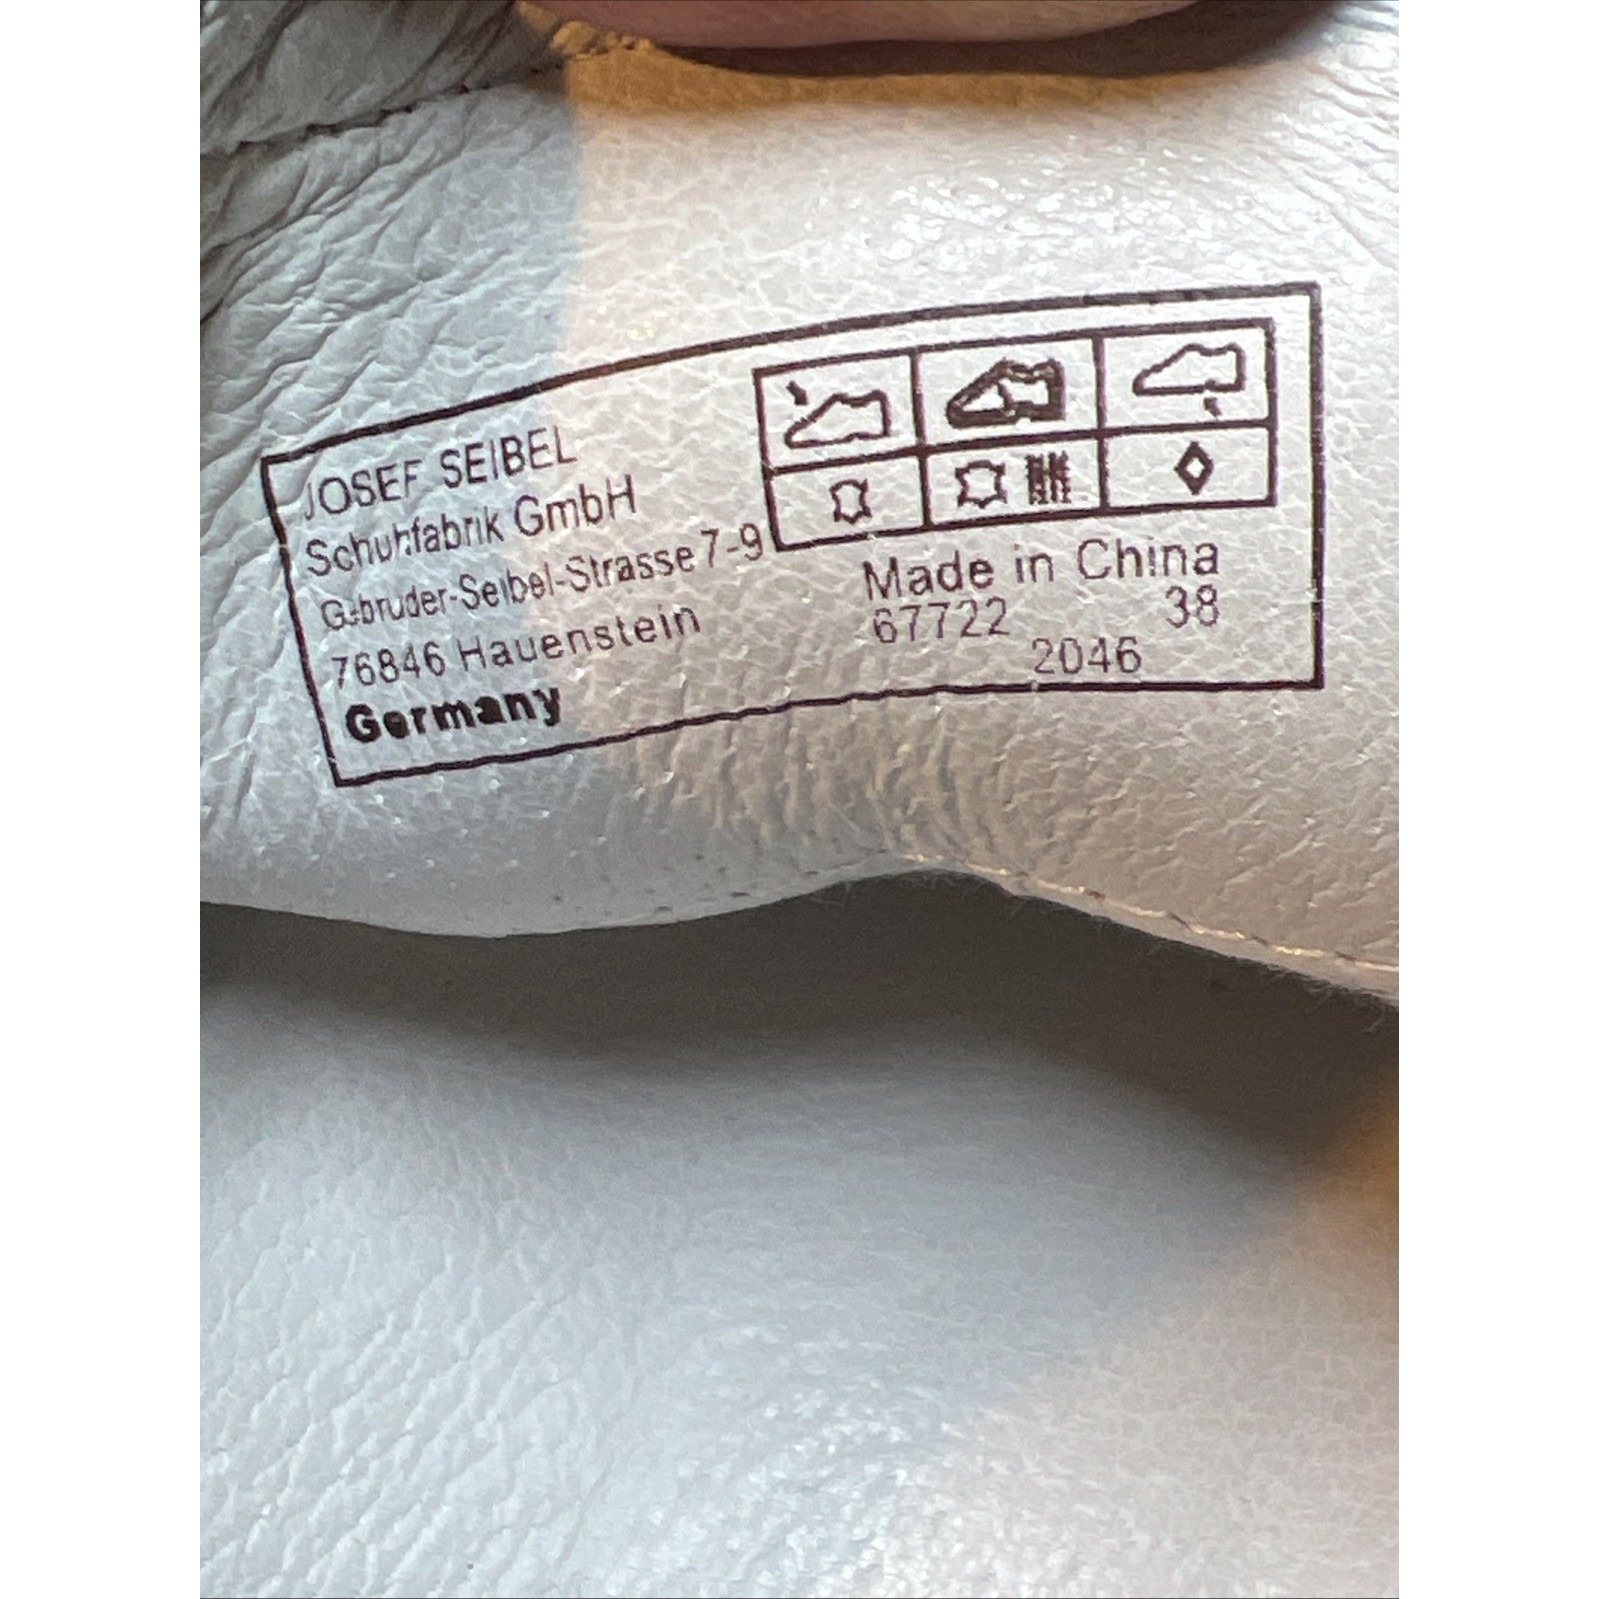 JOSEF SEIBEL
Schuhfabrik GmbH
Gebruder-Seibel-Strasse 7-9
76846 Hauenstein
Germany
Made in China
67722 38
2046